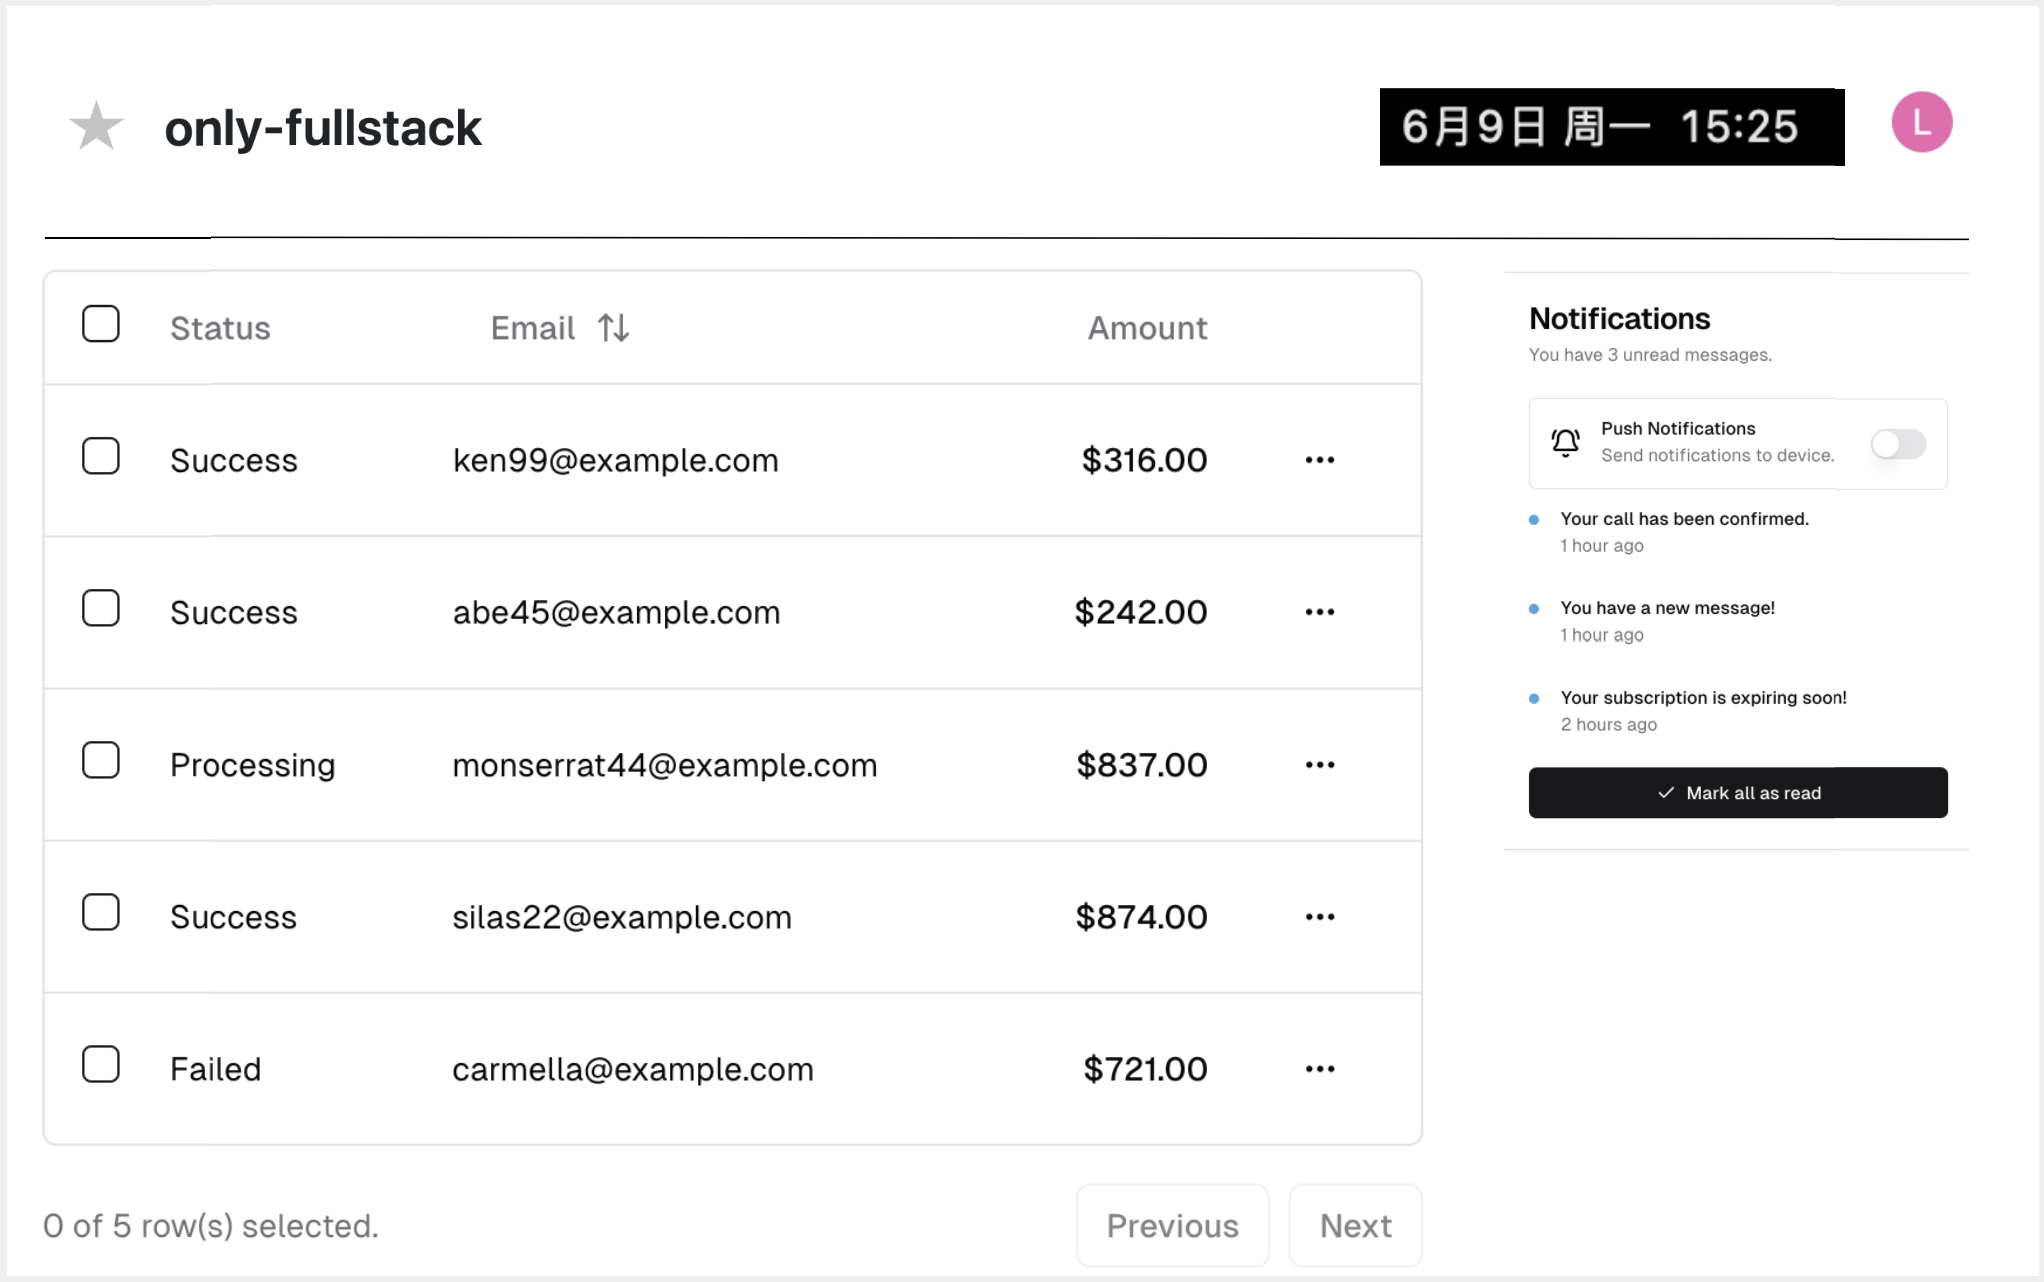 only-fullstack
6月9日 周一 15:25
L
Status Email Amount
Success ken99@example.com $316.00 ...
Success abe45@example.com $242.00 ...
Processing monserrat44@example.com $837.00 ...
Success silas22@example.com $874.00 ...
Failed carmella@example.com $721.00 ...
0 of 5 row(s) selected.
Previous
Next
Notifications
You have 3 unread messages.
Push Notifications
Send notifications to device.
Your call has been confirmed.
1 hour ago
You have a new message!
1 hour ago
Your subscription is expiring soon!
2 hours ago
Mark all as read